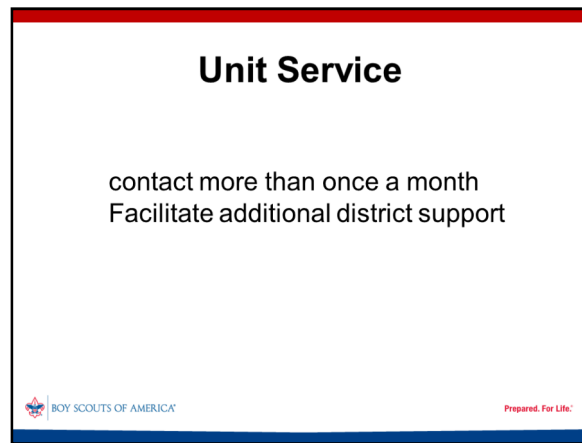 Unit Service
contact more than once a month
Facilitate additional district support
BOY SCOUTS OF AMERICA
Prepared. For Life.